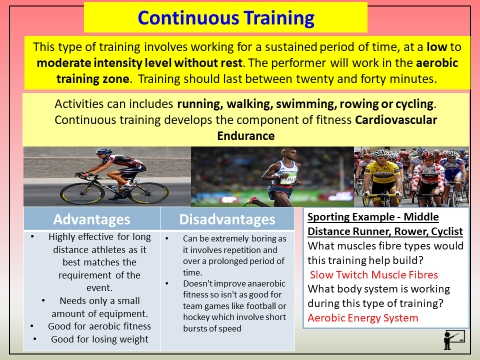 Continuous Training
This type of training involves working for a sustained period of time, at a low to
moderate intensity level without rest. The performer will work in the aerobic
training zone. Training should last between twenty and forty minutes.
Activities can includes running, walking, swimming, rowing or cycling.
Continuous training develops the component of fitness Cardiovascular
Endurance
Advantages
• Highly effective for long
distance athletes as it
best matches the
requirement of the
event.
• Needs only a small
amount of equipment.
• Good for aerobic fitness
• Good for losing weight
Disadvantages
• Can be extremely boring as
it involves repetition and
over a prolonged period of
time.
• Doesn't improve anaerobic
fitness so isn't as good for
team games like football or
hockey which involve short
bursts of speed
Sporting Example - Middle
Distance Runner, Rower, Cyclist
What muscles fibre types would
this training help build?
Slow Twitch Muscle Fibres
What body system is working
during this type of training?
Aerobic Energy System